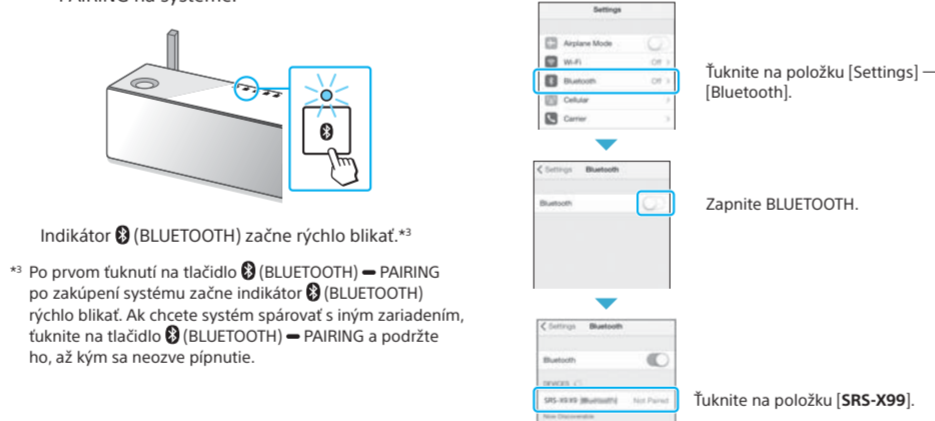 Indikátor (BLUETOOTH) začne rýchlo blikať.*3
*3 Po prvom ťuknutí na tlačidlo (BLUETOOTH) – PAIRING
po zakúpení systému začne indikátor (BLUETOOTH)
rýchlo blikať. Ak chcete systém spárovať s iným zariadením,
ťuknite na tlačidlo (BLUETOOTH) – PAIRING a podržte
ho, až kým sa neozve pípnutie.
Settings
Airplane Mode
Wi-Fi Off
Bluetooth Off
Cellular
Carrier
Ťuknite na položku [Settings] —
[Bluetooth].
Settings Bluetooth
Bluetooth
Zapnite BLUETOOTH.
Settings Bluetooth
Bluetooth
DEVICES
Not Paired
Now Discoverable
Ťuknite na položku [SRS-X99].